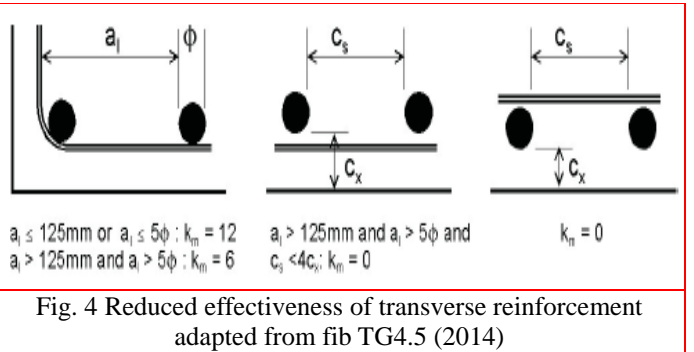 a_l
ϕ
c_s
c_s
c_x
c_x
a_l ≤ 125mm or a_l ≤ 5ϕ : k_m = 12
a_l > 125mm and a_l > 5ϕ : k_m = 6
a_l > 125mm and a_l > 5ϕ and
c_s <4c_x: k_m = 0
k_m = 0
Fig. 4 Reduced effectiveness of transverse reinforcement
adapted from fib TG4.5 (2014)